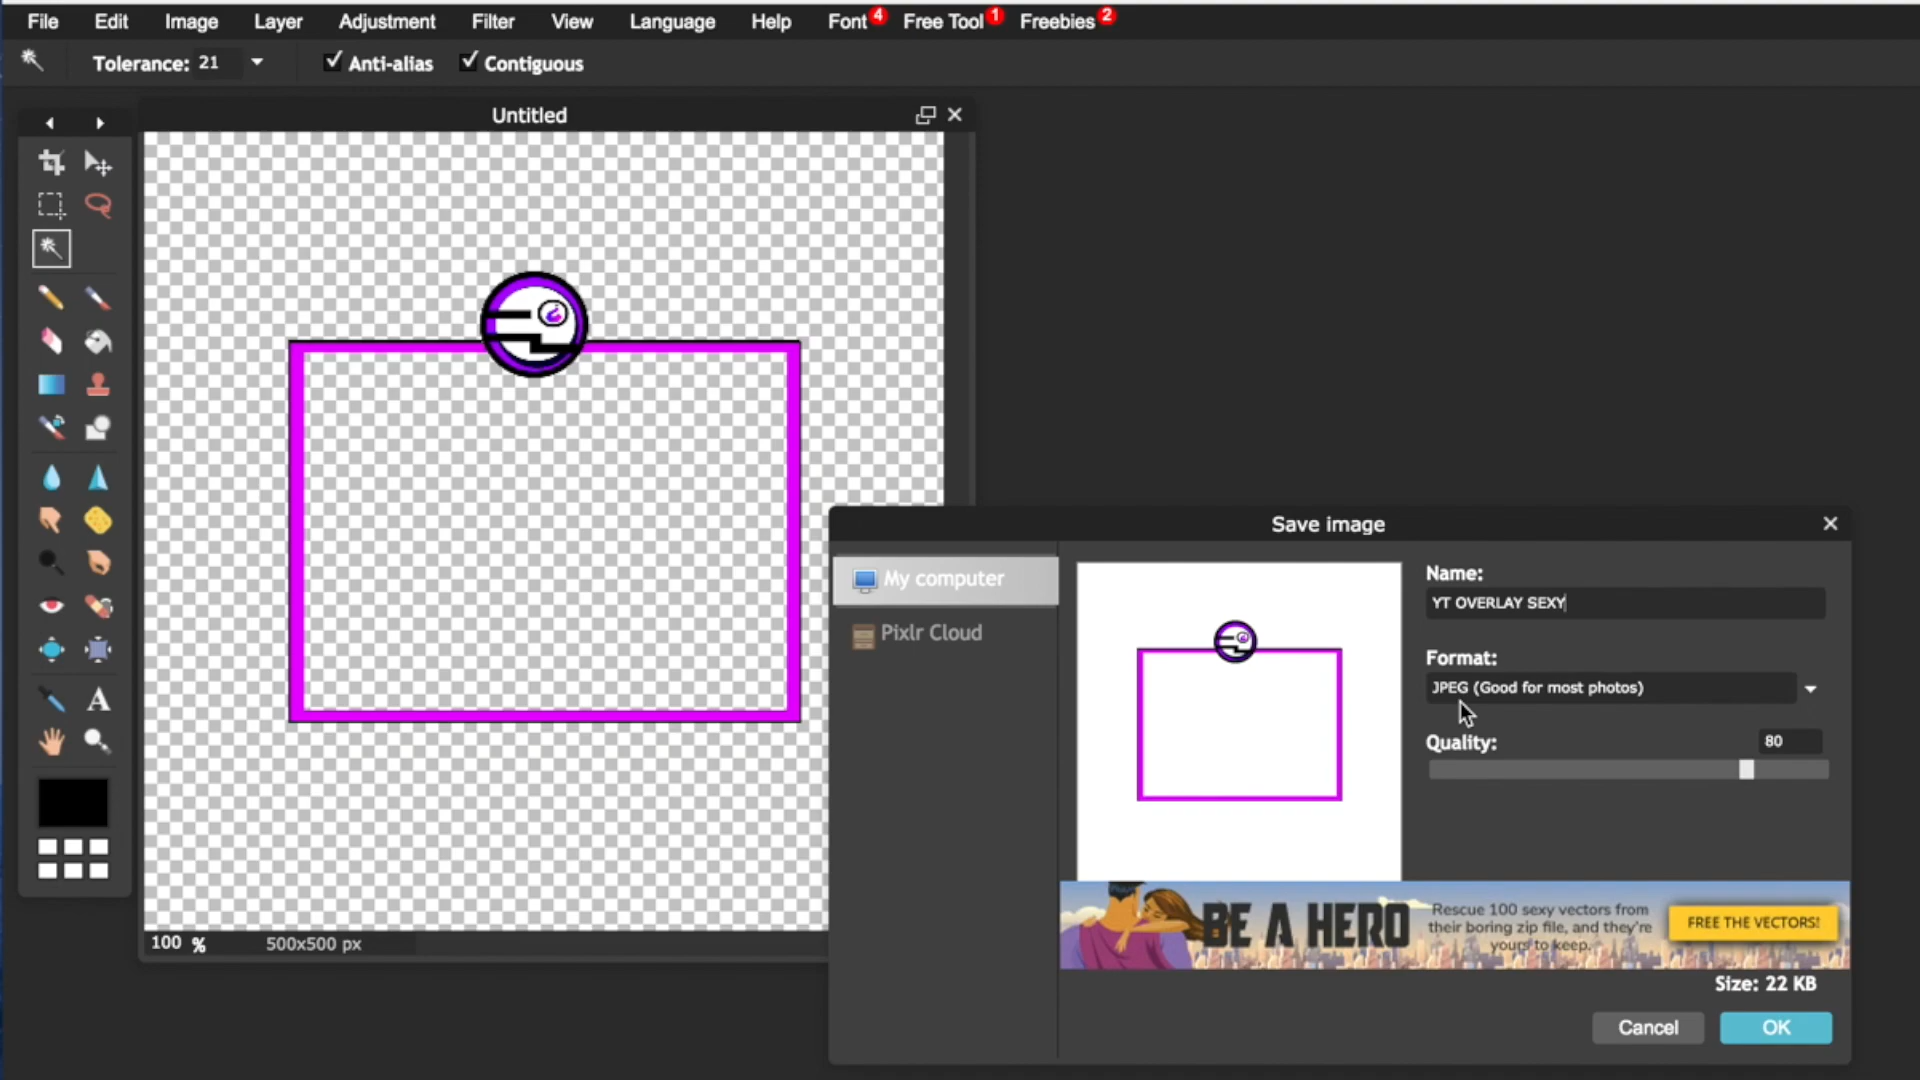 File Edit Image Layer Adjustment Filter View Language Help Font 4 Free Tool 1 Freebies 2
Tolerance: 21 Anti-alias Contiguous
Untitled
Save image
My computer
Pixlr Cloud
Name:
YT OVERLAY SEXY
Format:
JPEG (Good for most photos)
Quality: 80
BE A HERO
Rescue 100 sexy vectors from
their boring zip file, and they're
yours to keep.
FREE THE VECTORS!
100 % 500x500 px
Size: 22 KB
Cancel OK
A